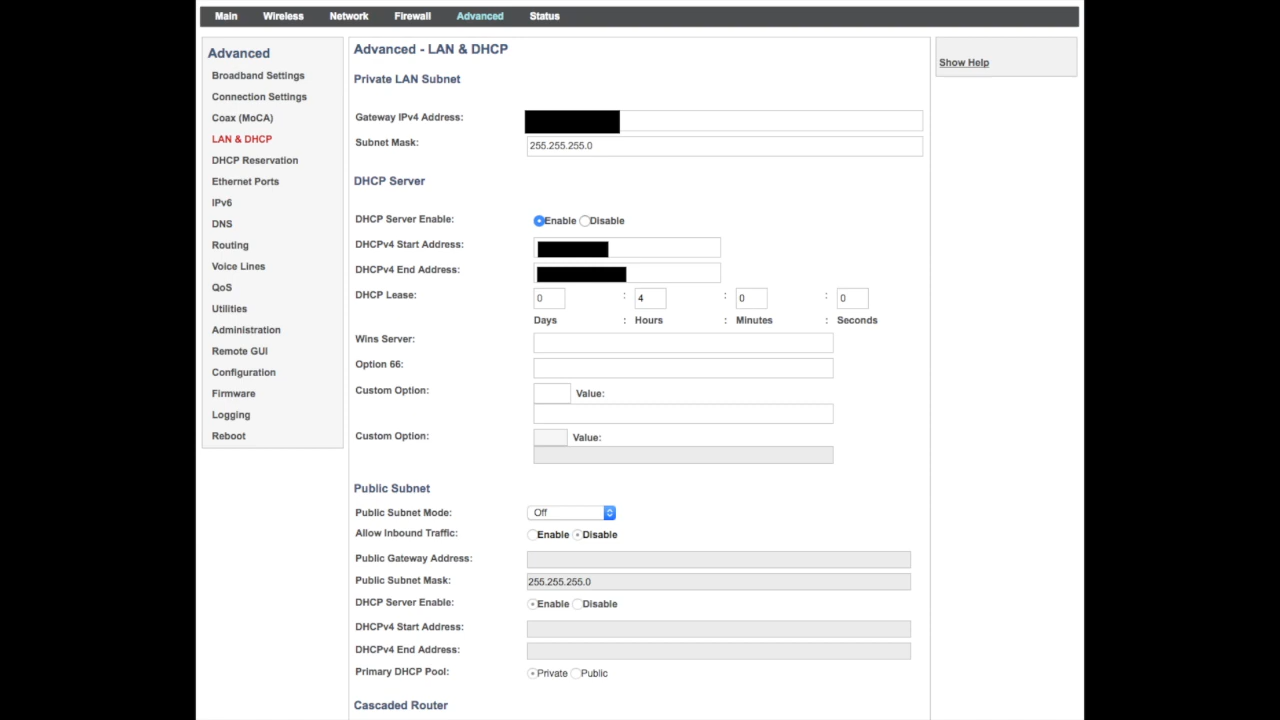 Main Wireless Network Firewall Advanced Status
Advanced
Broadband Settings
Connection Settings
Coax (MoCA)
LAN & DHCP
DHCP Reservation
Ethernet Ports
IPv6
DNS
Routing
Voice Lines
QoS
Utilities
Administration
Remote GUI
Configuration
Firmware
Logging
Reboot
Advanced - LAN & DHCP
Private LAN Subnet
Gateway IPv4 Address:
Subnet Mask: 255.255.255.0
DHCP Server
DHCP Server Enable: Enable Disable
DHCPv4 Start Address:
DHCPv4 End Address:
DHCP Lease: 0 : 4 : 0 : 0
Days : Hours : Minutes : Seconds
Wins Server:
Option 66:
Custom Option: Value:
Custom Option: Value:
Public Subnet
Public Subnet Mode: Off
Allow Inbound Traffic: Enable Disable
Public Gateway Address:
Public Subnet Mask: 255.255.255.0
DHCP Server Enable: Enable Disable
DHCPv4 Start Address:
DHCPv4 End Address:
Primary DHCP Pool: Private Public
Cascaded Router
Show Help